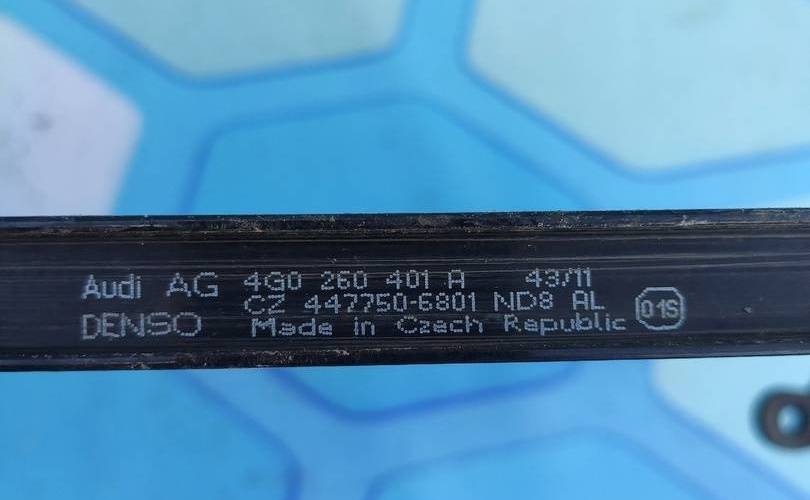 Audi AG 4G0 260 401 A 43/11
CZ 447750-6801 ND8 AL
DENSO Made in Czech Republic
01S